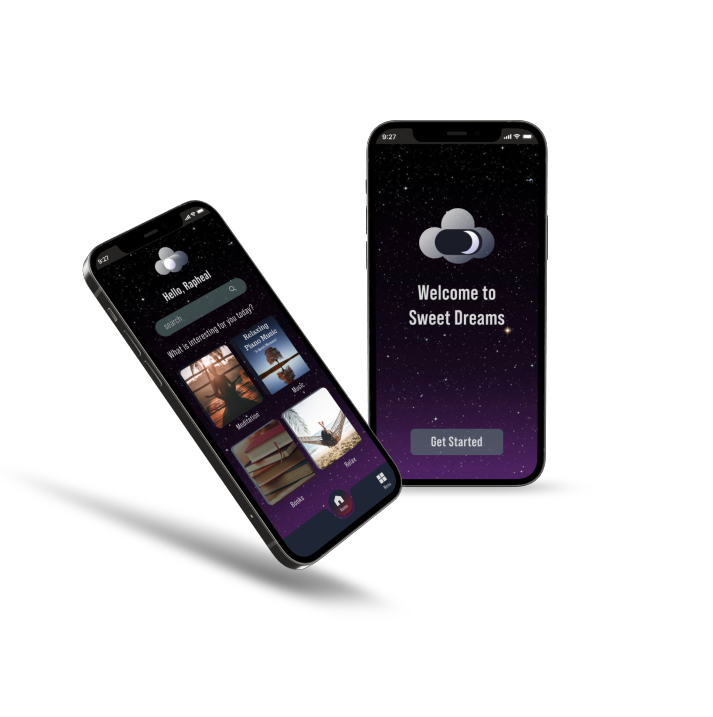 9:27
Hello, Rapheal
search
What is interesting for you today?
Relaxing
Piano Music
Meditation
Music
Books
Relax
Home
9:27
Welcome to
Sweet Dreams
Get Started